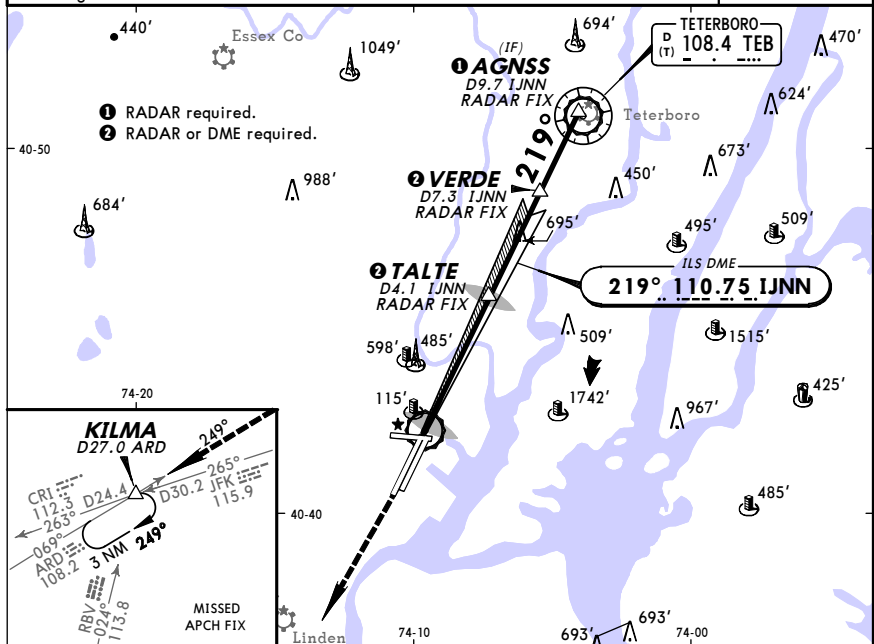 440'
Essex Co
1049'
694'
(IF)
❶ AGNSS
D9.7 IJNN
RADAR FIX
TETERBORO
D
(T) 108.4 TEB
470'
624'
❶ RADAR required.
❷ RADAR or DME required.
Teterboro
40-50
219°
673'
988'
❷ VERDE
D7.3 IJNN
RADAR FIX
450'
684'
695'
495'
509'
❷ TALTE
D4.1 IJNN
RADAR FIX
ILS DME
219° 110.75 IJNN
598'
485'
509'
1515'
74-20
115'
1742'
967'
425'
KILMA
D27.0 ARD
249°
CRI
112.3
D24.4
265°
D30.2 JFK
115.9
263°
069°
ARD
108.2
3 NM
249°
RBV
024°
113.8
MISSED
APCH FIX
40-40
485'
Linden
74-10
693'
693'
74-00